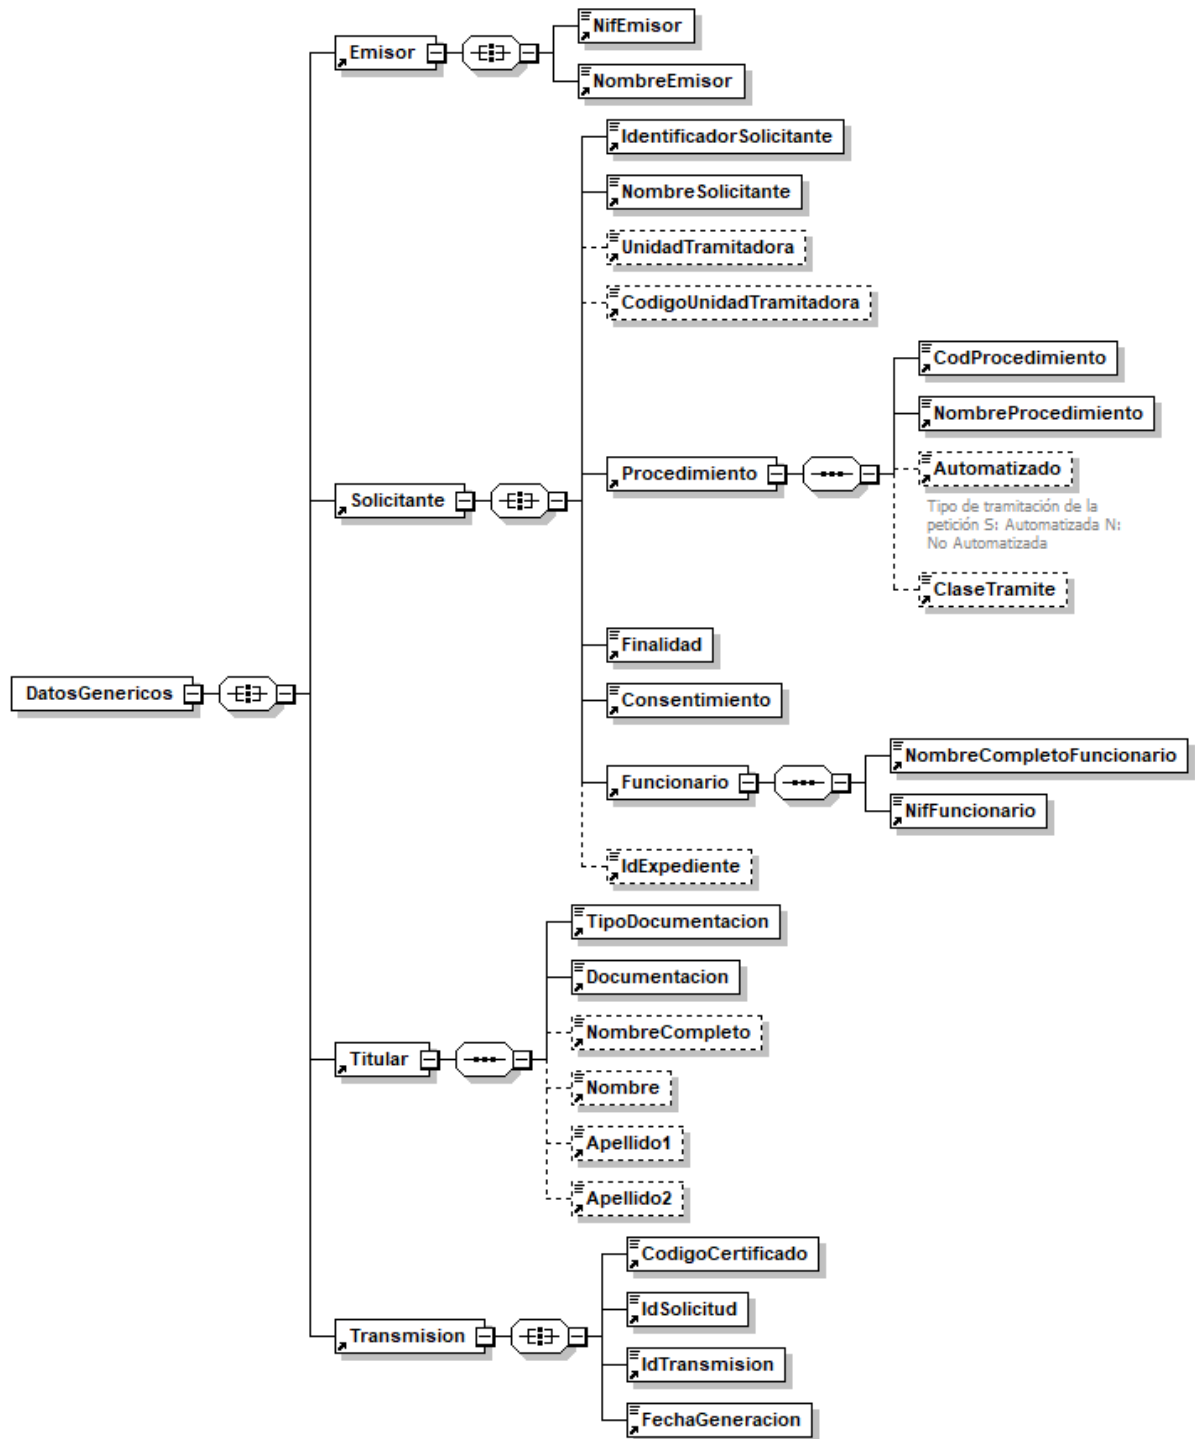 Emisor
NifEmisor
NombreEmisor
IdentificadorSolicitante
NombreSolicitante
UnidadTramitadora
CodigoUnidadTramitadora
CodProcedimiento
NombreProcedimiento
Procedimiento
Automatizado
Tipo de tramitación de la
petición S: Automatizada N:
No Automatizada
Solicitante
ClaseTramite
Finalidad
DatosGenericos
Consentimiento
NombreCompletoFuncionario
Funcionario
NifFuncionario
IdExpediente
TipoDocumentacion
Documentacion
NombreCompleto
Titular
Nombre
Apellido1
Apellido2
CodigoCertificado
IdSolicitud
Transmision
IdTransmision
FechaGeneracion